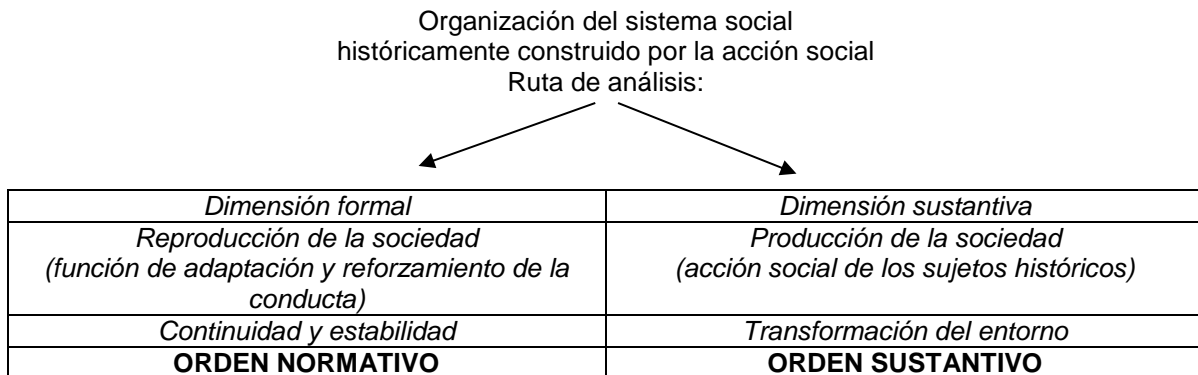 Organización del sistema social
históricamente construido por la acción social
Ruta de análisis:
Dimensión formal
Dimensión sustantiva
Reproducción de la sociedad
(función de adaptación y reforzamiento de la
conducta)
Producción de la sociedad
(acción social de los sujetos históricos)
Continuidad y estabilidad
Transformación del entorno
ORDEN NORMATIVO
ORDEN SUSTANTIVO